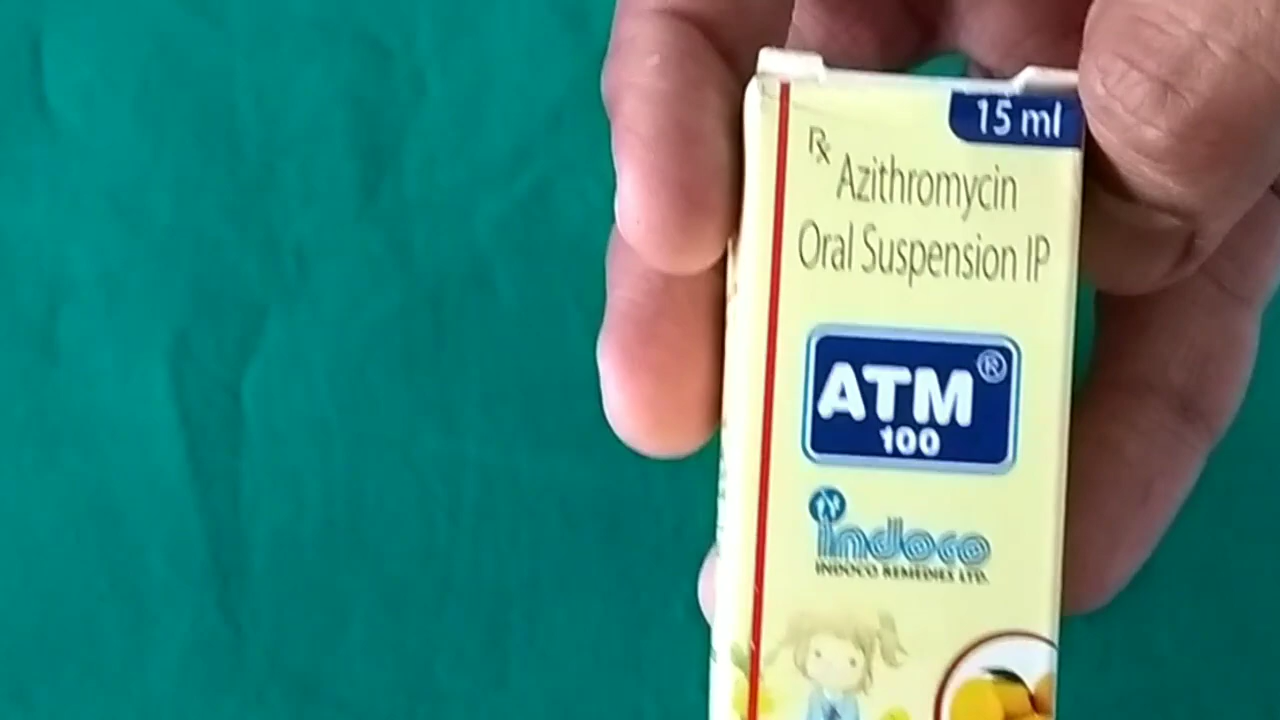 15 ml
Rx Azithromycin
Oral Suspension IP
ATM®
100
indoco
INDOCO REMEDIES LTD.